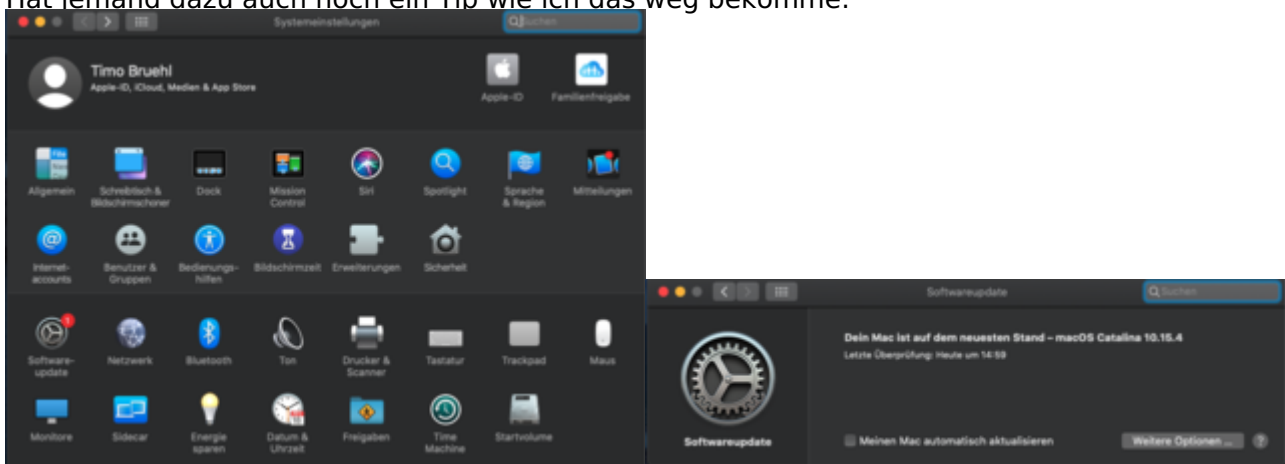 Hat jemand dazu auch noch ein Tip wie ich das weg bekomme.
Systemeinstellungen
Suchen
Timo Bruehl
Apple-ID, iCloud, Medien & App Store
Apple-ID
Familienfreigabe
Allgemein
Schreibtisch &
Bildschirmschoner
Dock
Mission
Control
Siri
Spotlight
Sprache
& Region
Mitteilungen
Internet-
accounts
Benutzer &
Gruppen
Bedienungs-
hilfen
Bildschirmzeit
Erweiterungen
Sicherheit
Software-
update
1
Netzwerk
Bluetooth
Ton
Drucker &
Scanner
Tastatur
Trackpad
Maus
Monitore
Sidecar
Energie
sparen
Datum &
Uhrzeit
Freigaben
Time
Machine
Startvolume
Softwareupdate
Suchen
Dein Mac ist auf dem neuesten Stand – macOS Catalina 10.15.4
Letzte Überprüfung: Heute um 14:59
Softwareupdate
Meinen Mac automatisch aktualisieren
Weitere Optionen ...
?